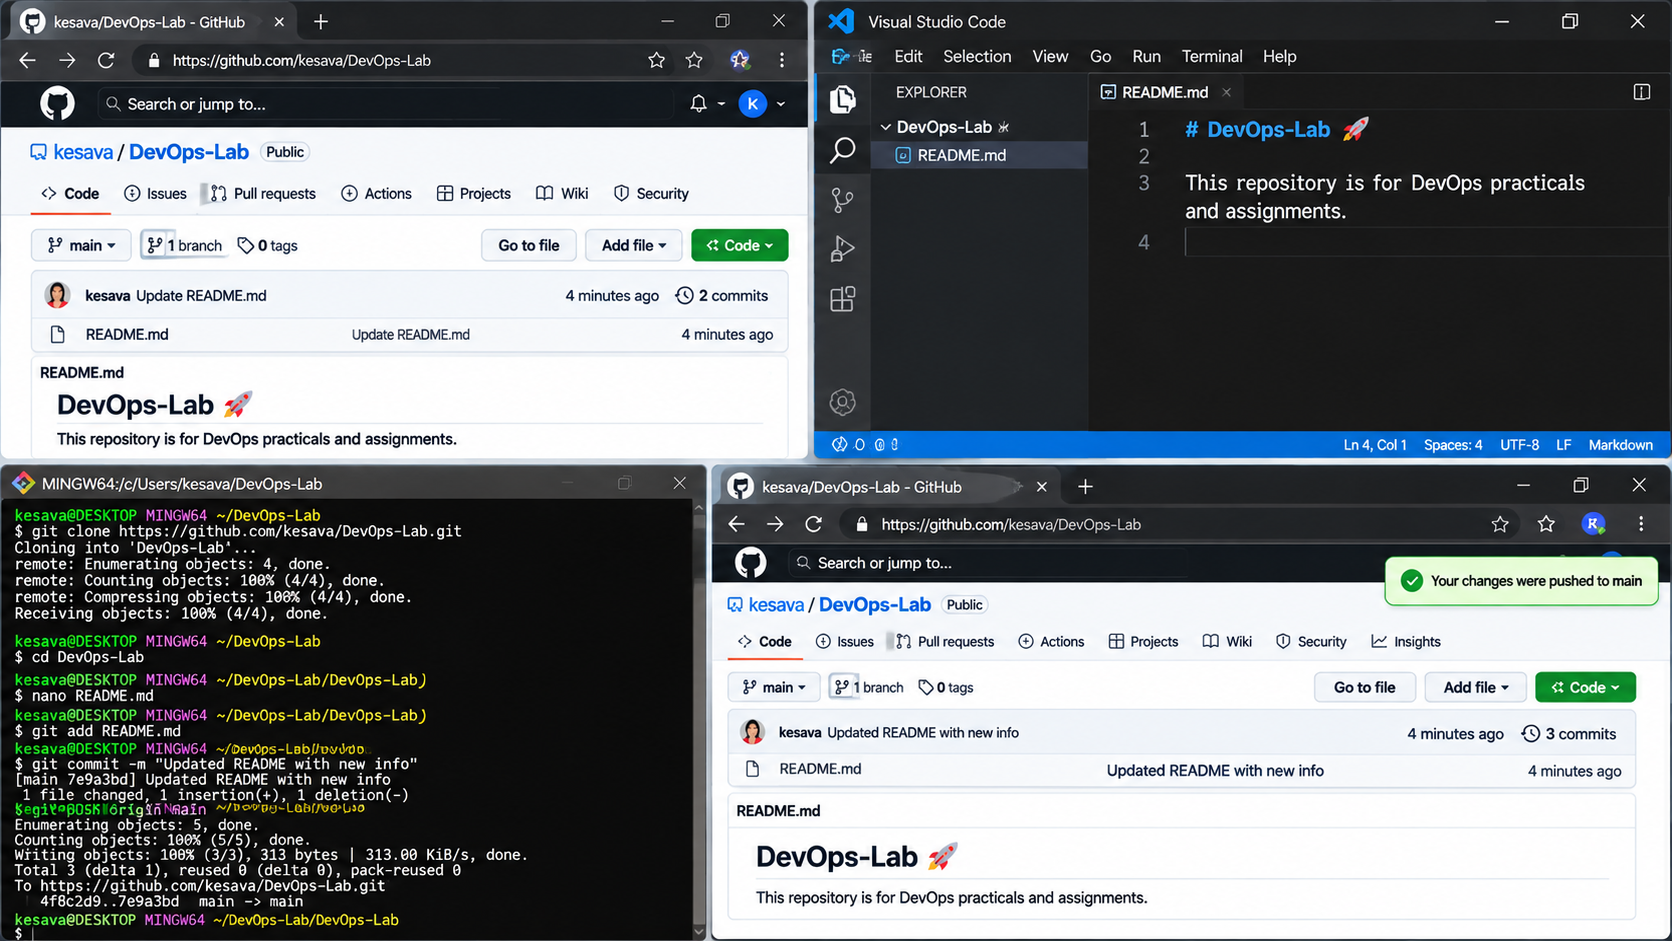 kesava/DevOps-Lab - GitHub
https://github.com/kesava/DevOps-Lab
Search or jump to...
K
kesava / DevOps-Lab Public
Code Issues Pull requests Actions Projects Wiki Security
main 1 branch 0 tags Go to file Add file Code
kesava Update README.md 4 minutes ago 2 commits
README.md Update README.md 4 minutes ago
README.md
DevOps-Lab 🚀
This repository is for DevOps practicals and assignments.
Visual Studio Code
Edit Selection View Go Run Terminal Help
EXPLORER
DevOps-Lab
README.md
README.md
1 # DevOps-Lab 🚀
2
3 This repository is for DevOps practicals
and assignments.
4
Ln 4, Col 1 Spaces: 4 UTF-8 LF Markdown
MINGW64:/c/Users/kesava/DevOps-Lab
kesava@DESKTOP MINGW64 ~/DevOps-Lab
$ git clone https://github.com/kesava/DevOps-Lab.git
Cloning into 'DevOps-Lab'...
remote: Enumerating objects: 4, done.
remote: Counting objects: 100% (4/4), done.
remote: Compressing objects: 100% (4/4), done.
Receiving objects: 100% (4/4), done.
kesava@DESKTOP MINGW64 ~/DevOps-Lab
$ cd DevOps-Lab
kesava@DESKTOP MINGW64 ~/DevOps-Lab/DevOps-Lab)
$ nano README.md
kesava@DESKTOP MINGW64 ~/DevOps-Lab/DevOps-Lab)
$ git add README.md
kesava@DESKTOP MINGW64
$ git commit -m "Updated README with new info"
[main 7e9a3bd] Updated README with new info
1 file changed, 1 insertion(+), 1 deletion(-)
Enumerating objects: 5, done.
Counting objects: 100% (5/5), done.
Writing objects: 100% (3/3), 313 bytes | 313.00 KiB/s, done.
Total 3 (delta 1), reused 0 (delta 0), pack-reused 0
To https://github.com/kesava/DevOps-Lab.git
4f8c2d9..7e9a3bd main -> main
kesava@DESKTOP MINGW64 ~/DevOps-Lab/DevOps-Lab
$
kesava/DevOps-Lab - GitHub
https://github.com/kesava/DevOps-Lab
Search or jump to...
Your changes were pushed to main
kesava / DevOps-Lab Public
Code Issues Pull requests Actions Projects Wiki Security Insights
main 1 branch 0 tags Go to file Add file Code
kesava Updated README with new info 4 minutes ago 3 commits
README.md Updated README with new info 4 minutes ago
README.md
DevOps-Lab 🚀
This repository is for DevOps practicals and assignments.